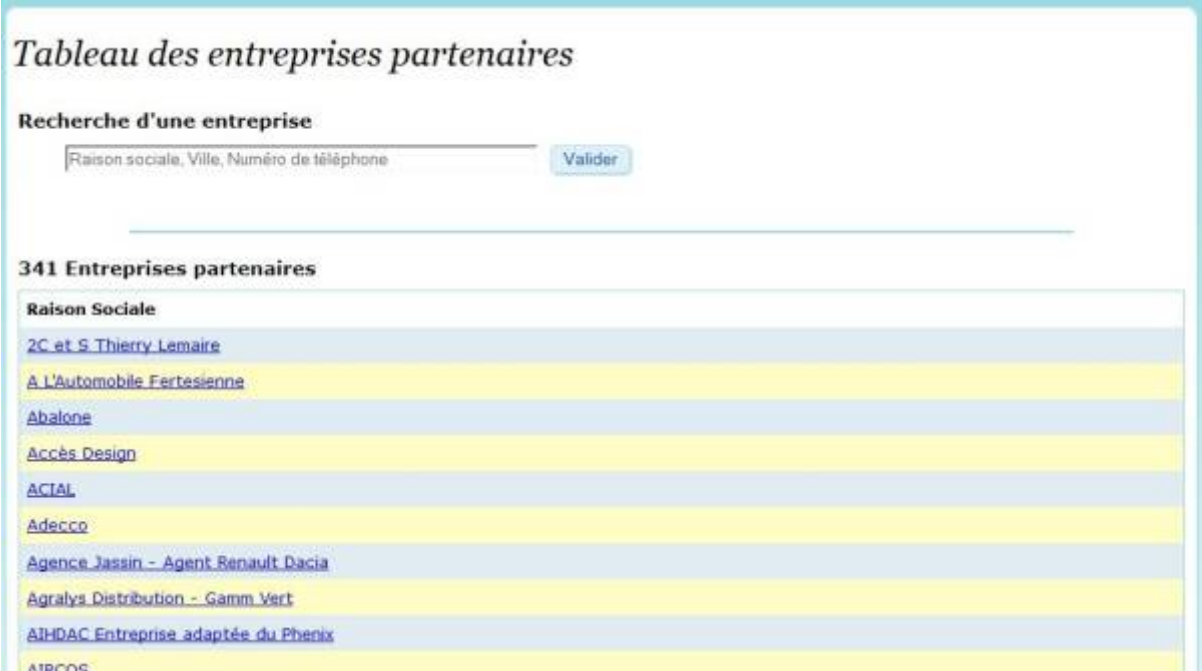 Tableau des entreprises partenaires
Recherche d'une entreprise
Raison sociale, Ville, Numéro de téléphone
Valider
341 Entreprises partenaires
Raison Sociale
2C et S Thierry Lemaire
A L'Automobile Fertesienne
Abalone
Accès Design
ACIAL
Adecco
Agence Jassin - Agent Renault Dacia
Agralys Distribution - Gamm Vert
AIHDAC Entreprise adaptée du Phenix